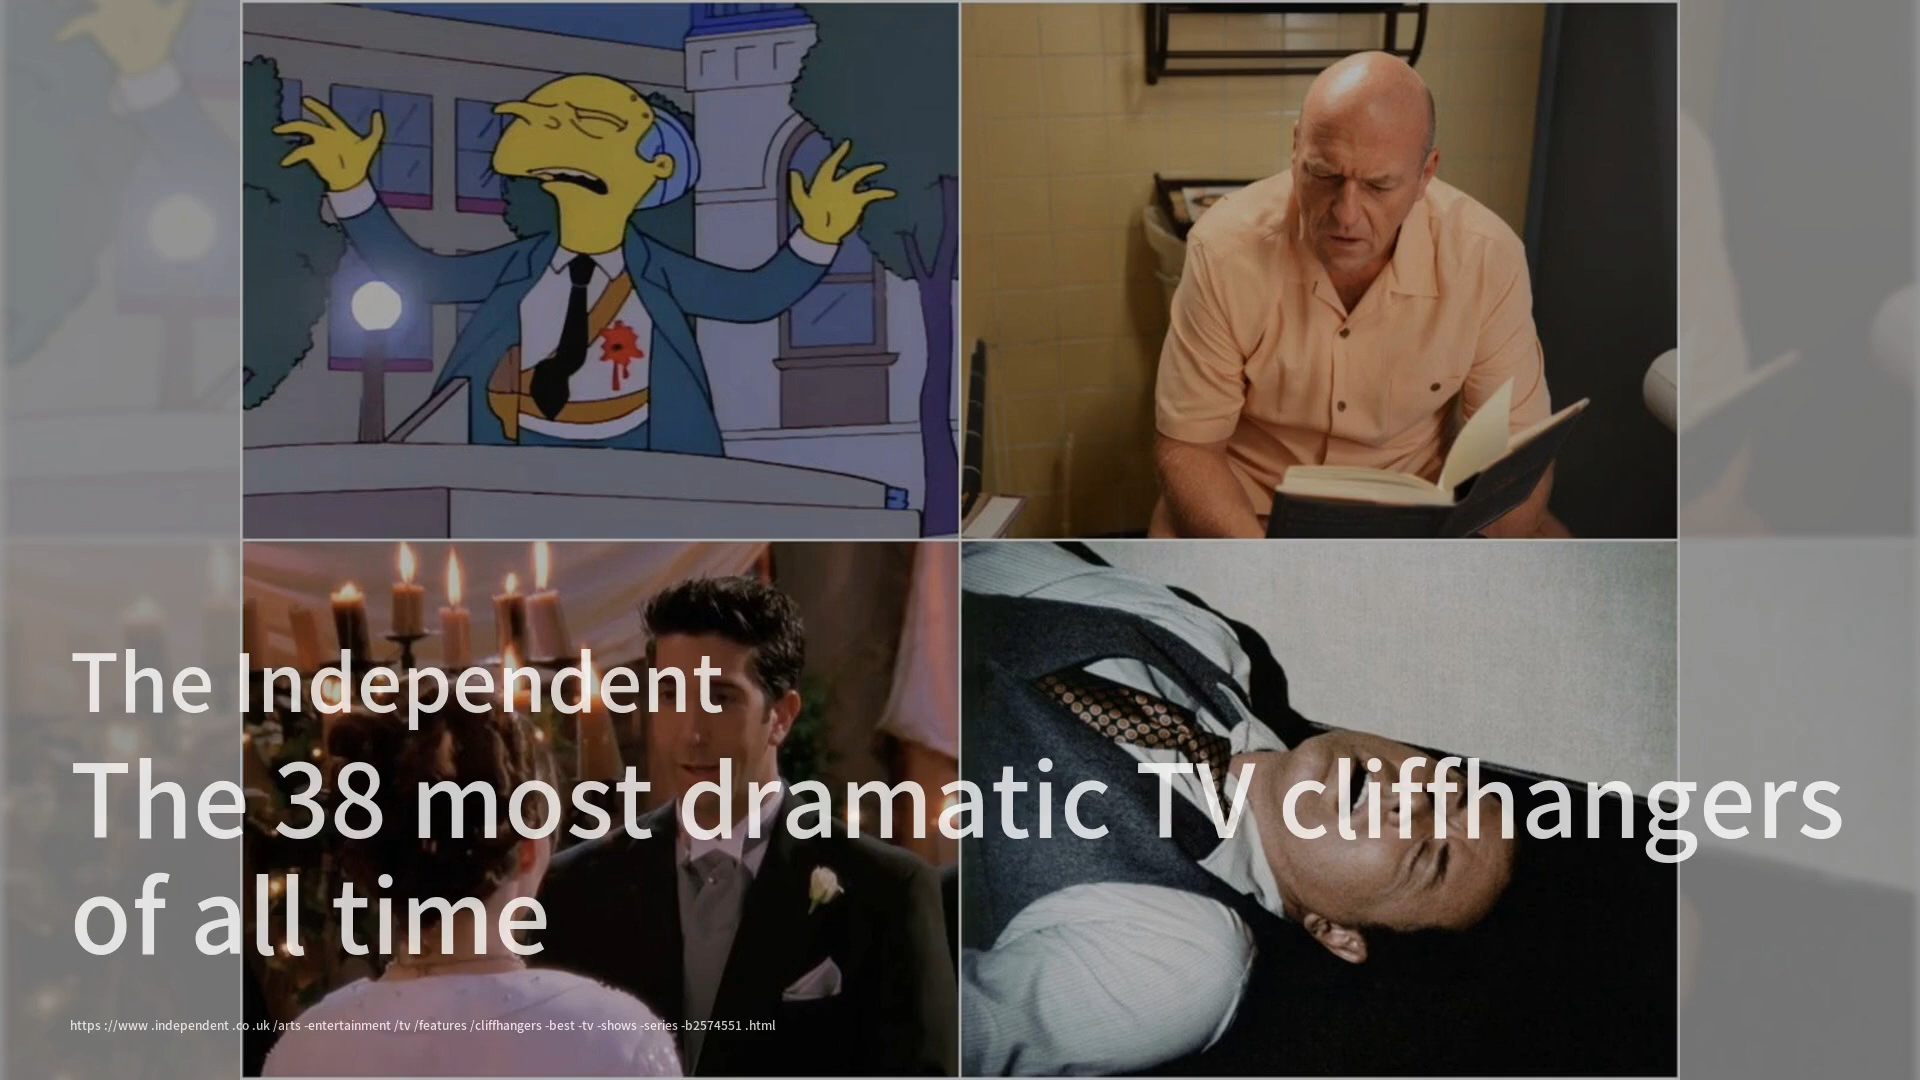 The Independent
The 38 most dramatic TV cliffhangers
of all time
https ://www .independent .co .uk /arts -entertainment /tv /features /cliffhangers -best -tv -shows -series -b2574551 .html